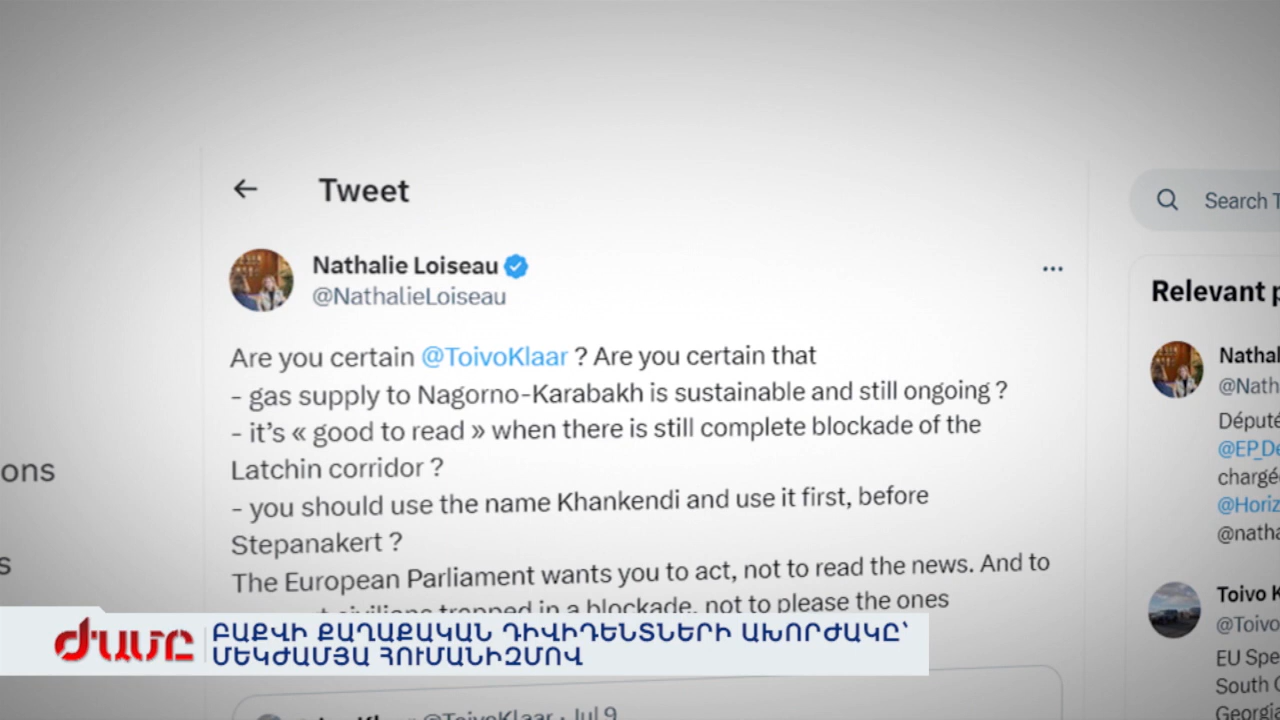 Tweet
Nathalie Loiseau
@NathalieLoiseau
Are you certain @ToivoKlaar ? Are you certain that
- gas supply to Nagorno-Karabakh is sustainable and still ongoing ?
- it’s « good to read » when there is still complete blockade of the
Latchin corridor ?
- you should use the name Khankendi and use it first, before
Stepanakert ?
The European Parliament wants you to act, not to read the news. And to
civilians trapped in a blockade, not to please the ones
@ToivoKlaar · Jul 9
ons
s
Search T
Relevant p
Nathal
@Nath
Député
@EP_De
chargé
@Horiz
@natha
Toivo K
@Toivo
EU Spe
South C
Georgia
ԺԱՄԸ
ԲԱՔՎԻ ՔԱՂԱՔԱԿԱՆ ԴԻՎԻԴԵՆՏՆԵՐԻ ԱԽՈՐԺԱԿԸ՝
ՄԵԿԺԱՄՅԱ ՀՈՒՄԱՆԻԶՄՈՎ